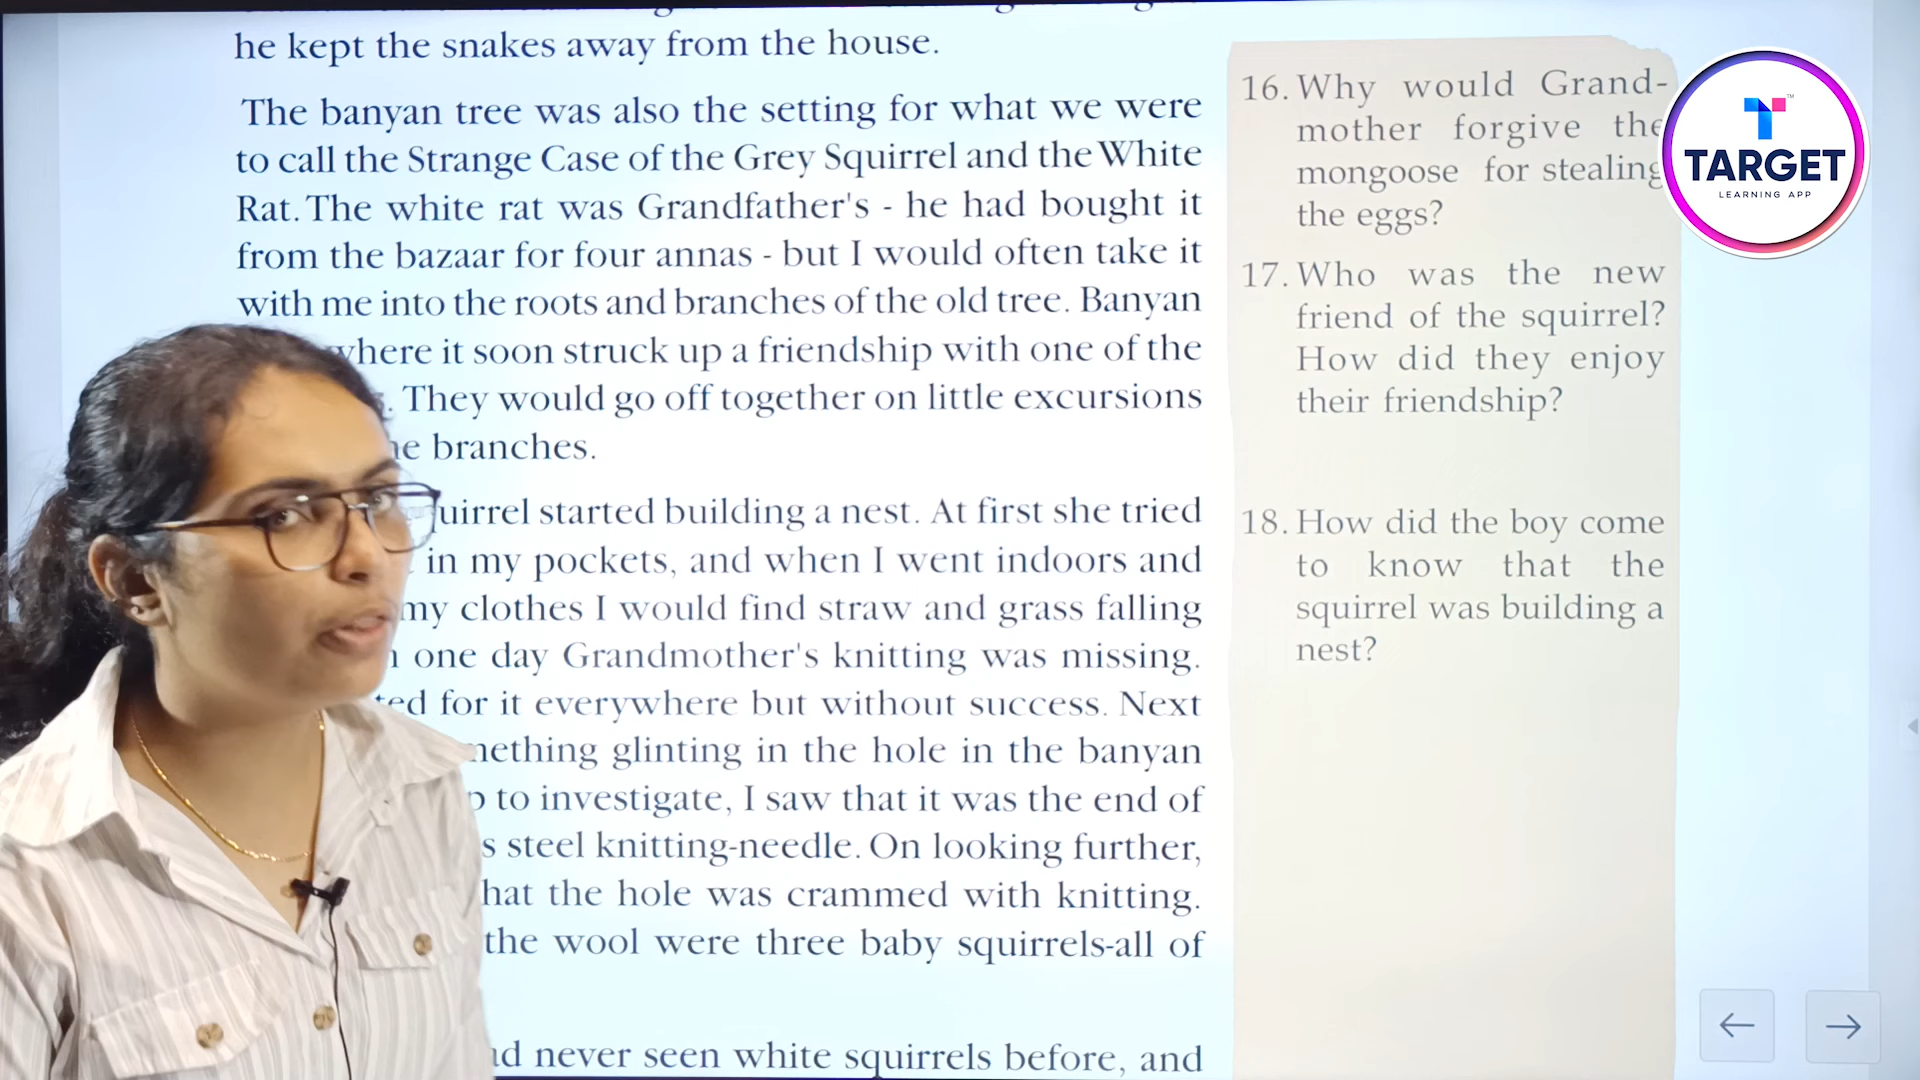 he kept the snakes away from the house.
The banyan tree was also the setting for what we were
to call the Strange Case of the Grey Squirrel and the White
Rat. The white rat was Grandfather's - he had bought it
from the bazaar for four annas - but I would often take it
with me into the roots and branches of the old tree. Banyan
where it soon struck up a friendship with one of the
. They would go off together on little excursions
branches.
started building a nest. At first she tried
in my pockets, and when I went indoors and
my clothes I would find straw and grass falling
one day Grandmother's knitting was missing.
for it everywhere but without success. Next
glinting in the hole in the banyan
to investigate, I saw that it was the end of
steel knitting-needle. On looking further,
the hole was crammed with knitting.
the wool were three baby squirrels-all of
never seen white squirrels before, and
16. Why would Grand-
mother forgive the
mongoose for stealing
the eggs?
17. Who was the new
friend of the squirrel?
How did they enjoy
their friendship?
18. How did the boy come
to know that the
squirrel was building a
nest?
T™
TARGET
LEARNING APP